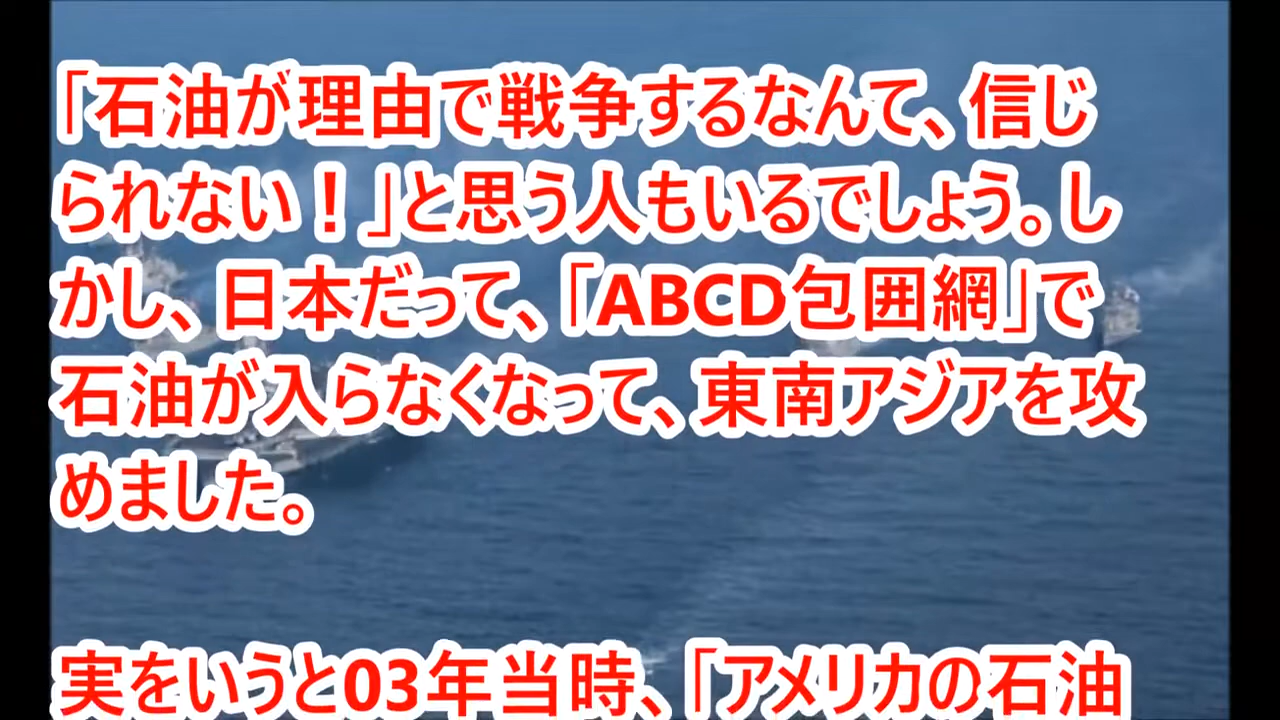 「石油が理由で戦争するなんて、信じ
られない！」と思う人もいるでしょう。し
かし、日本だって、「ABCD包囲網」で
石油が入らなくなって、東南アジアを攻
めました。
実をいうと03年当時、「アメリカの石油